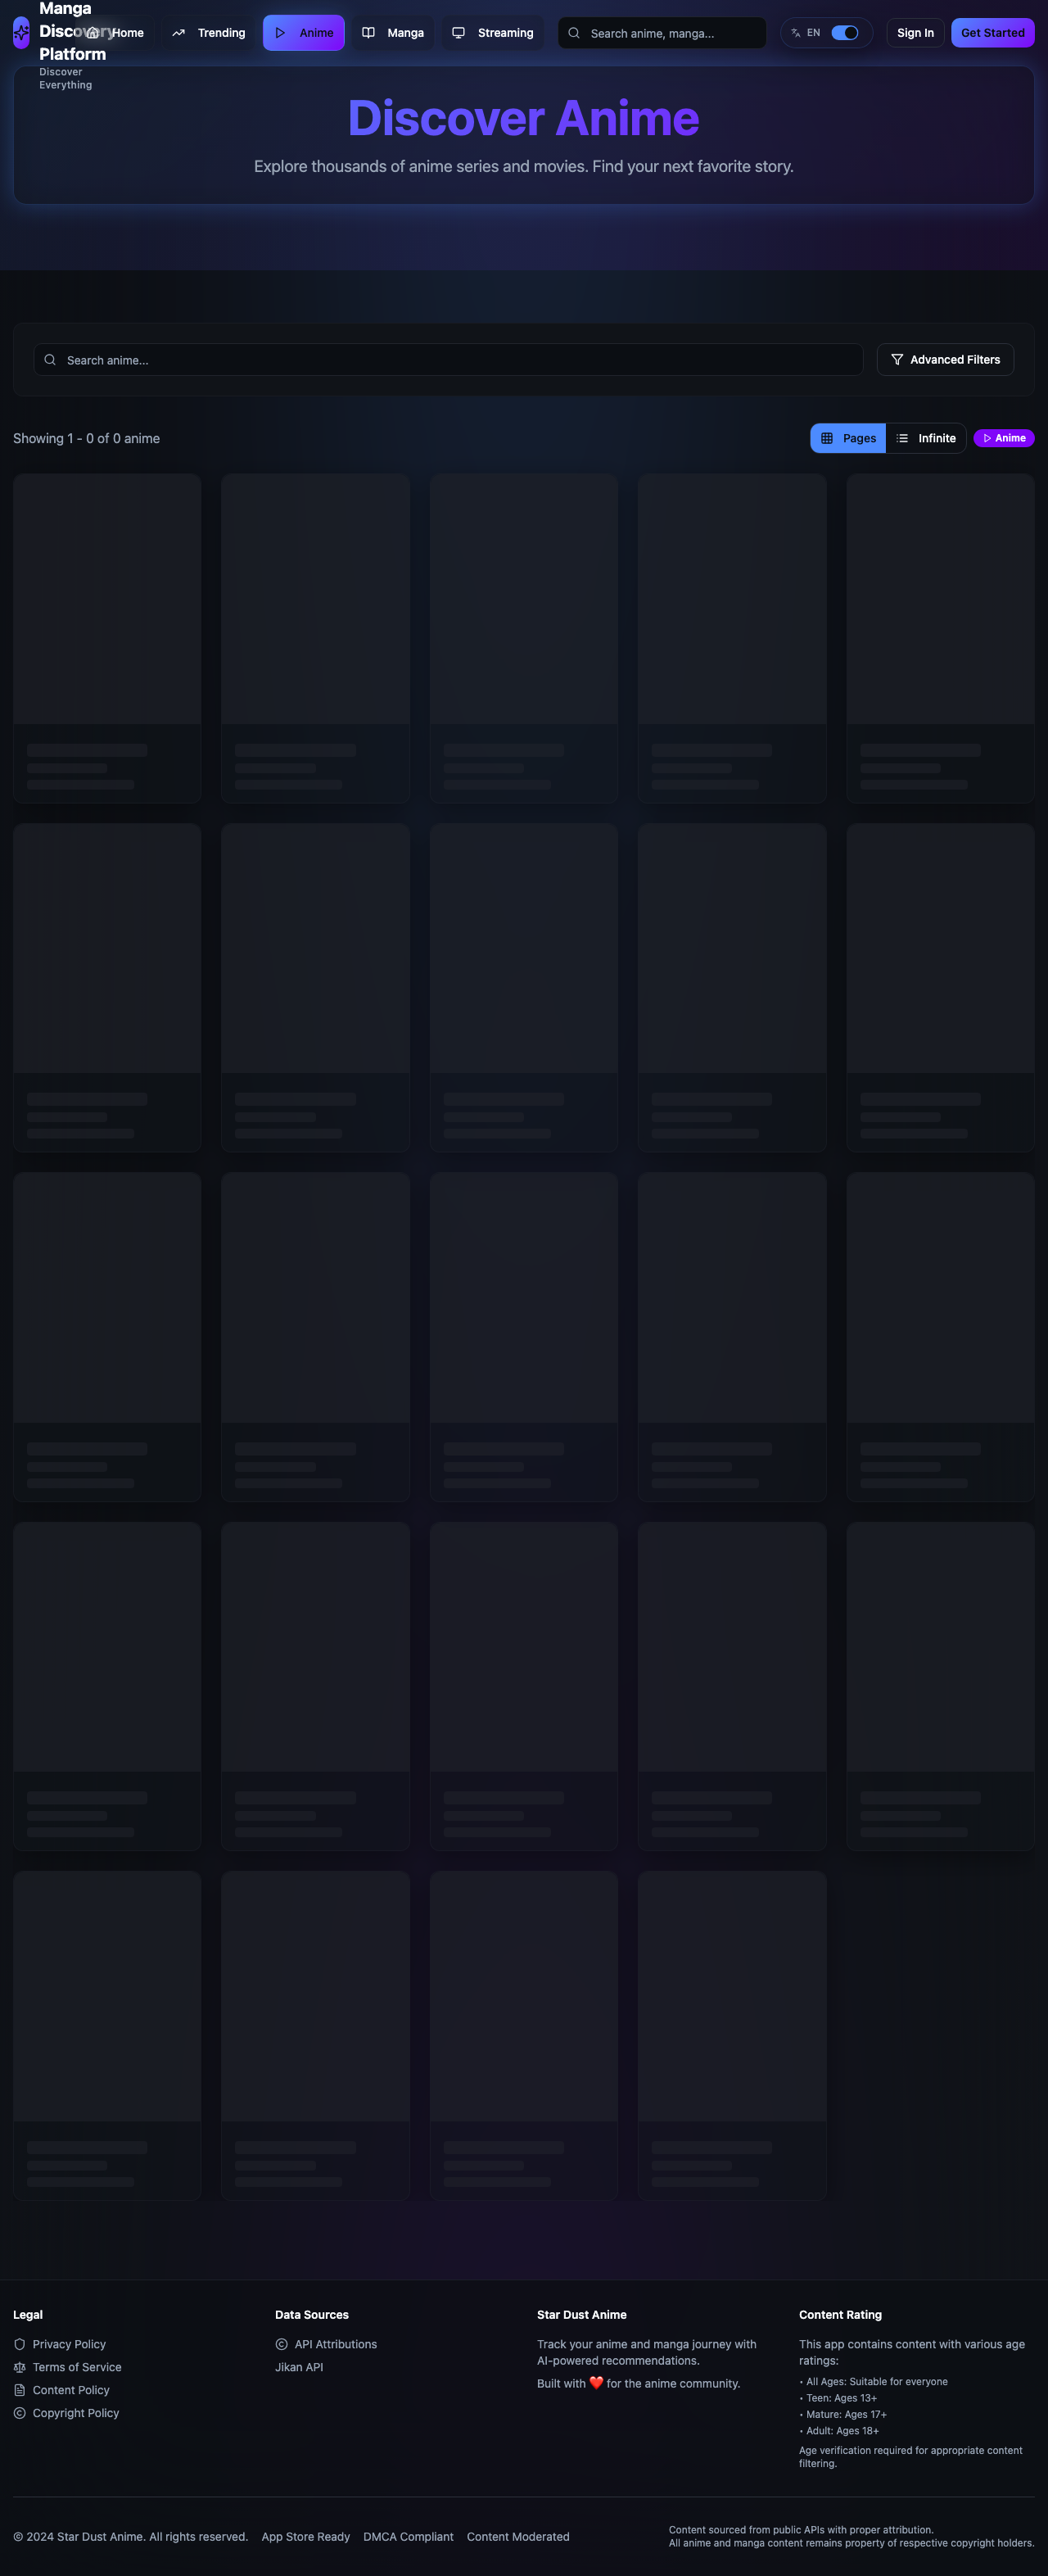 Manga
Discovery
Platform
Discover
Everything
Home
Trending
Anime
Manga
Streaming
Search anime, manga...
EN
Sign In
Get Started
Discover Anime
Explore thousands of anime series and movies. Find your next favorite story.
Search anime...
Advanced Filters
Showing 1 - 0 of 0 anime
Pages
Infinite
Anime
Legal
Privacy Policy
Terms of Service
Content Policy
Copyright Policy
Data Sources
API Attributions
Jikan API
Star Dust Anime
Track your anime and manga journey with
AI-powered recommendations.
Built with ❤️ for the anime community.
Content Rating
This app contains content with various age
ratings:
• All Ages: Suitable for everyone
• Teen: Ages 13+
• Mature: Ages 17+
• Adult: Ages 18+
Age verification required for appropriate content
filtering.
© 2024 Star Dust Anime. All rights reserved.
App Store Ready
DMCA Compliant
Content Moderated
Content sourced from public APIs with proper attribution.
All anime and manga content remains property of respective copyright holders.